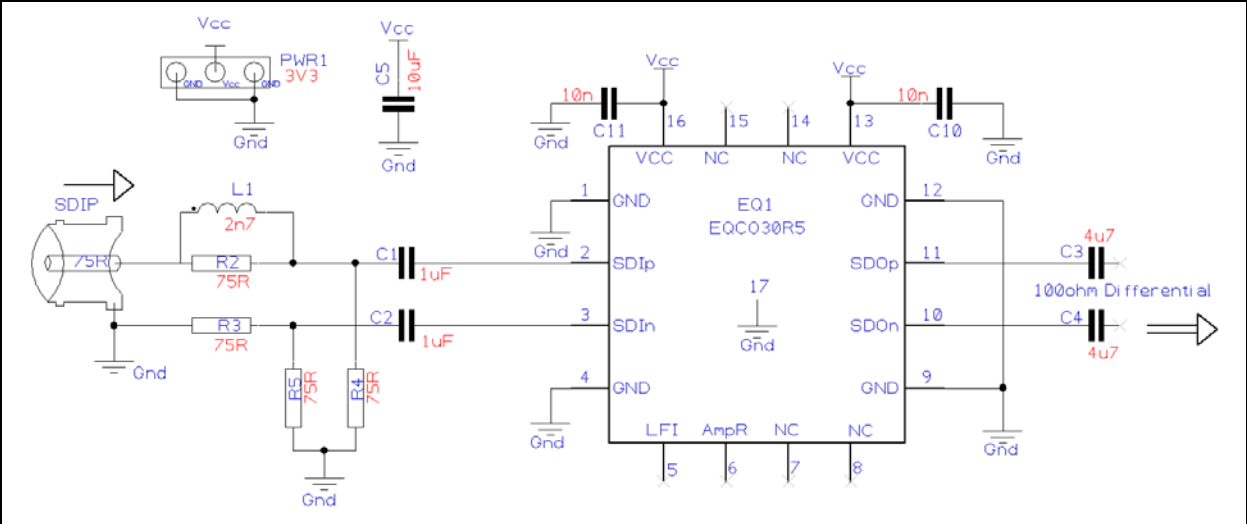 Vcc
PWR1
3V3
GND
Vcc
GND
Gnd
Vcc
C5
10uF
Gnd
Vcc
10n
C11
Gnd
16
15
14
13
Vcc
10n
C10
Gnd
VCC
NC
NC
VCC
SDIP
75R
Gnd
L1
2n7
R2
75R
R3
75R
R5
75R
R4
75R
Gnd
C1
1uF
C2
1uF
1
GND
Gnd
2
SDIp
3
SDIn
4
GND
Gnd
EQ1
EQCO30R5
17
Gnd
12
GND
11
SDOp
10
SDOn
9
GND
Gnd
C3
4u7
100ohm Differential
C4
4u7
LFI
AmpR
NC
NC
5
6
7
8